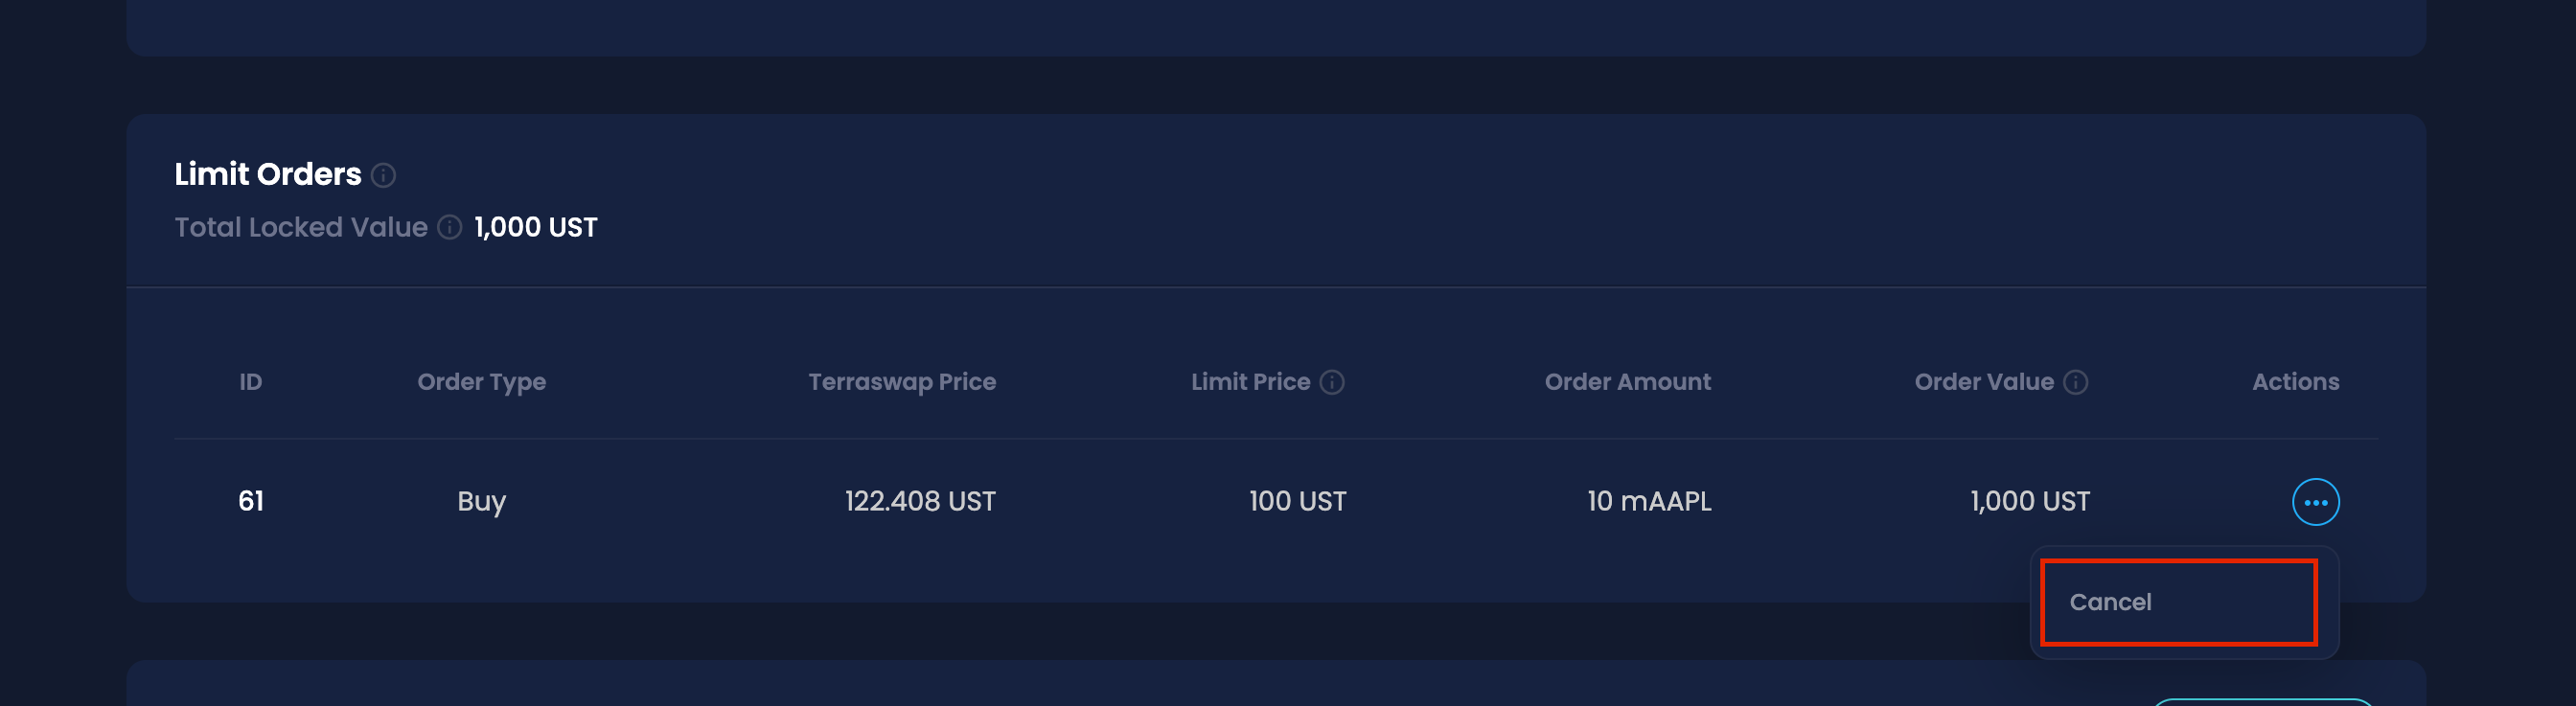 Limit Orders
Total Locked Value 1,000 UST
ID Order Type Terraswap Price Limit Price Order Amount Order Value Actions
61 Buy 122.408 UST 100 UST 10 mAAPL 1,000 UST
Cancel